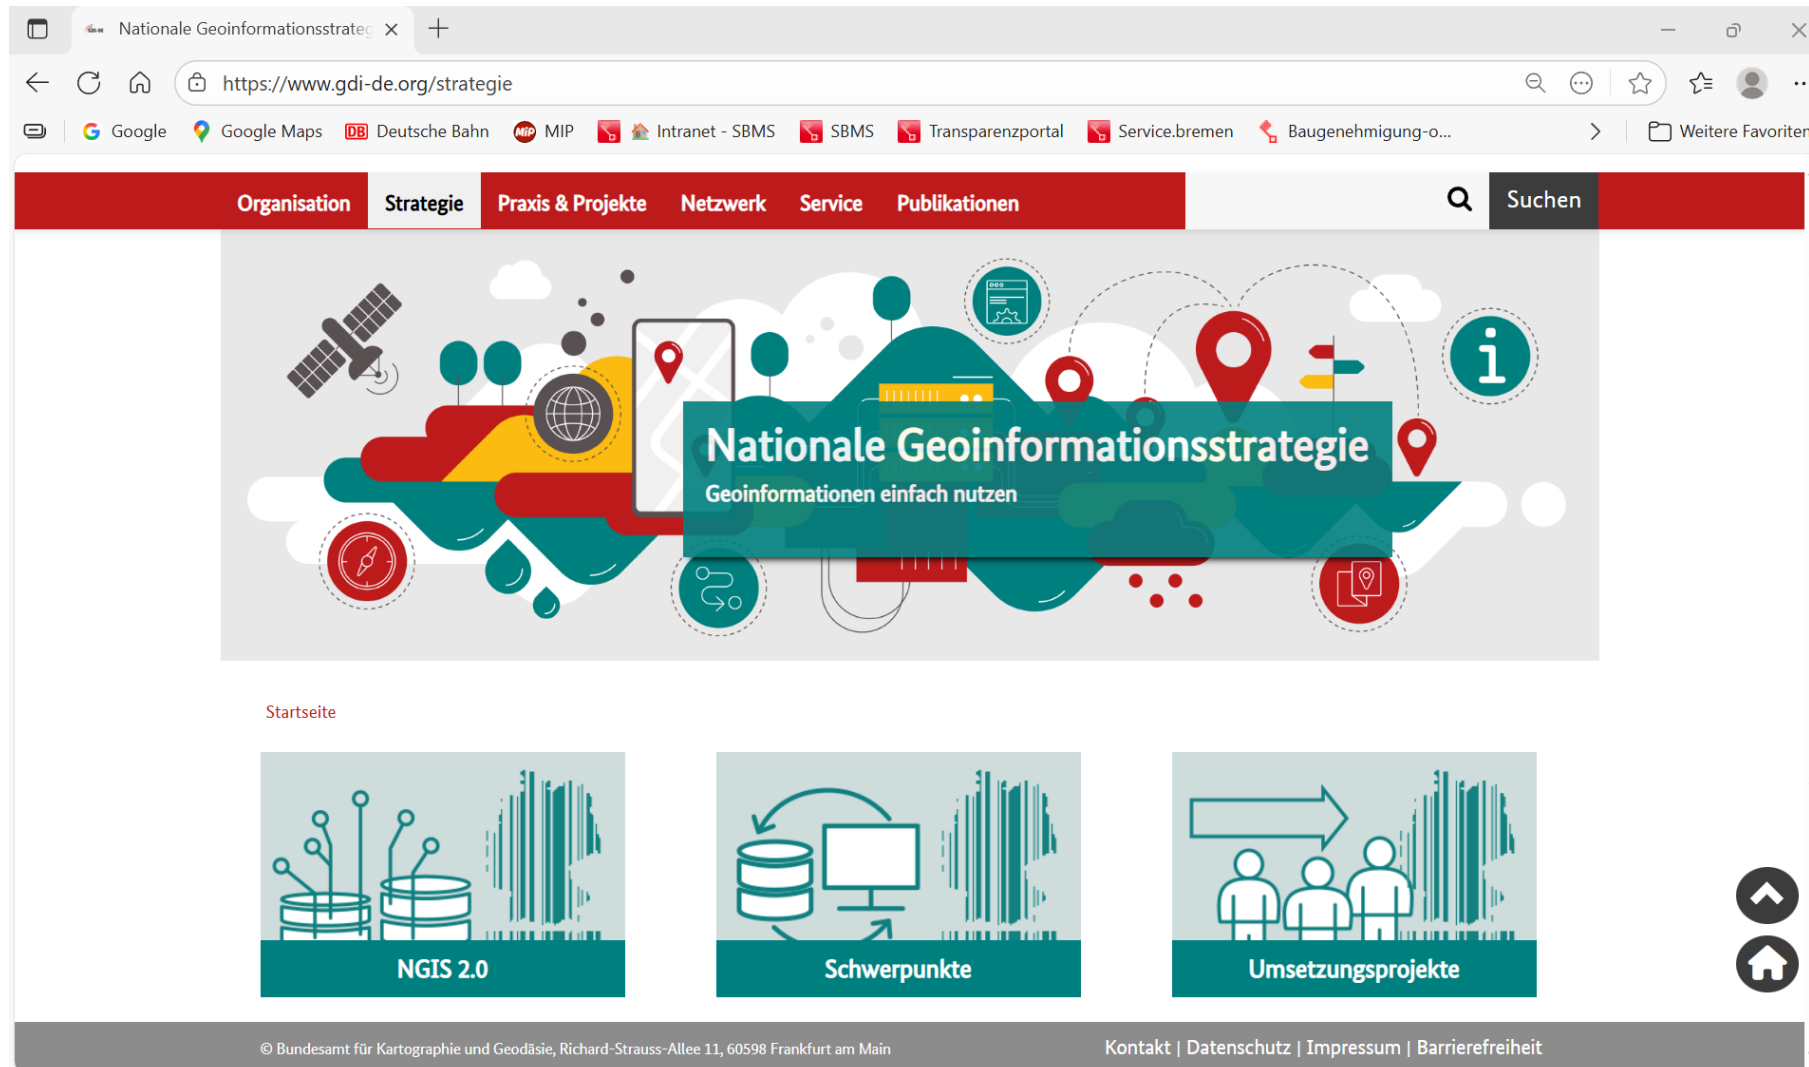 Nationale Geoinformationsstrateg
https://www.gdi-de.org/strategie
Google Google Maps DB Deutsche Bahn MiP MIP Intranet - SBMS SBMS Transparenzportal Service.bremen Baugenehmigung-o... Weitere Favoriten
Organisation Strategie Praxis & Projekte Netzwerk Service Publikationen Suchen
Nationale Geoinformationsstrategie
Geoinformationen einfach nutzen
Startseite
NGIS 2.0 Schwerpunkte Umsetzungsprojekte
© Bundesamt für Kartographie und Geodäsie, Richard-Strauss-Allee 11, 60598 Frankfurt am Main Kontakt | Datenschutz | Impressum | Barrierefreiheit